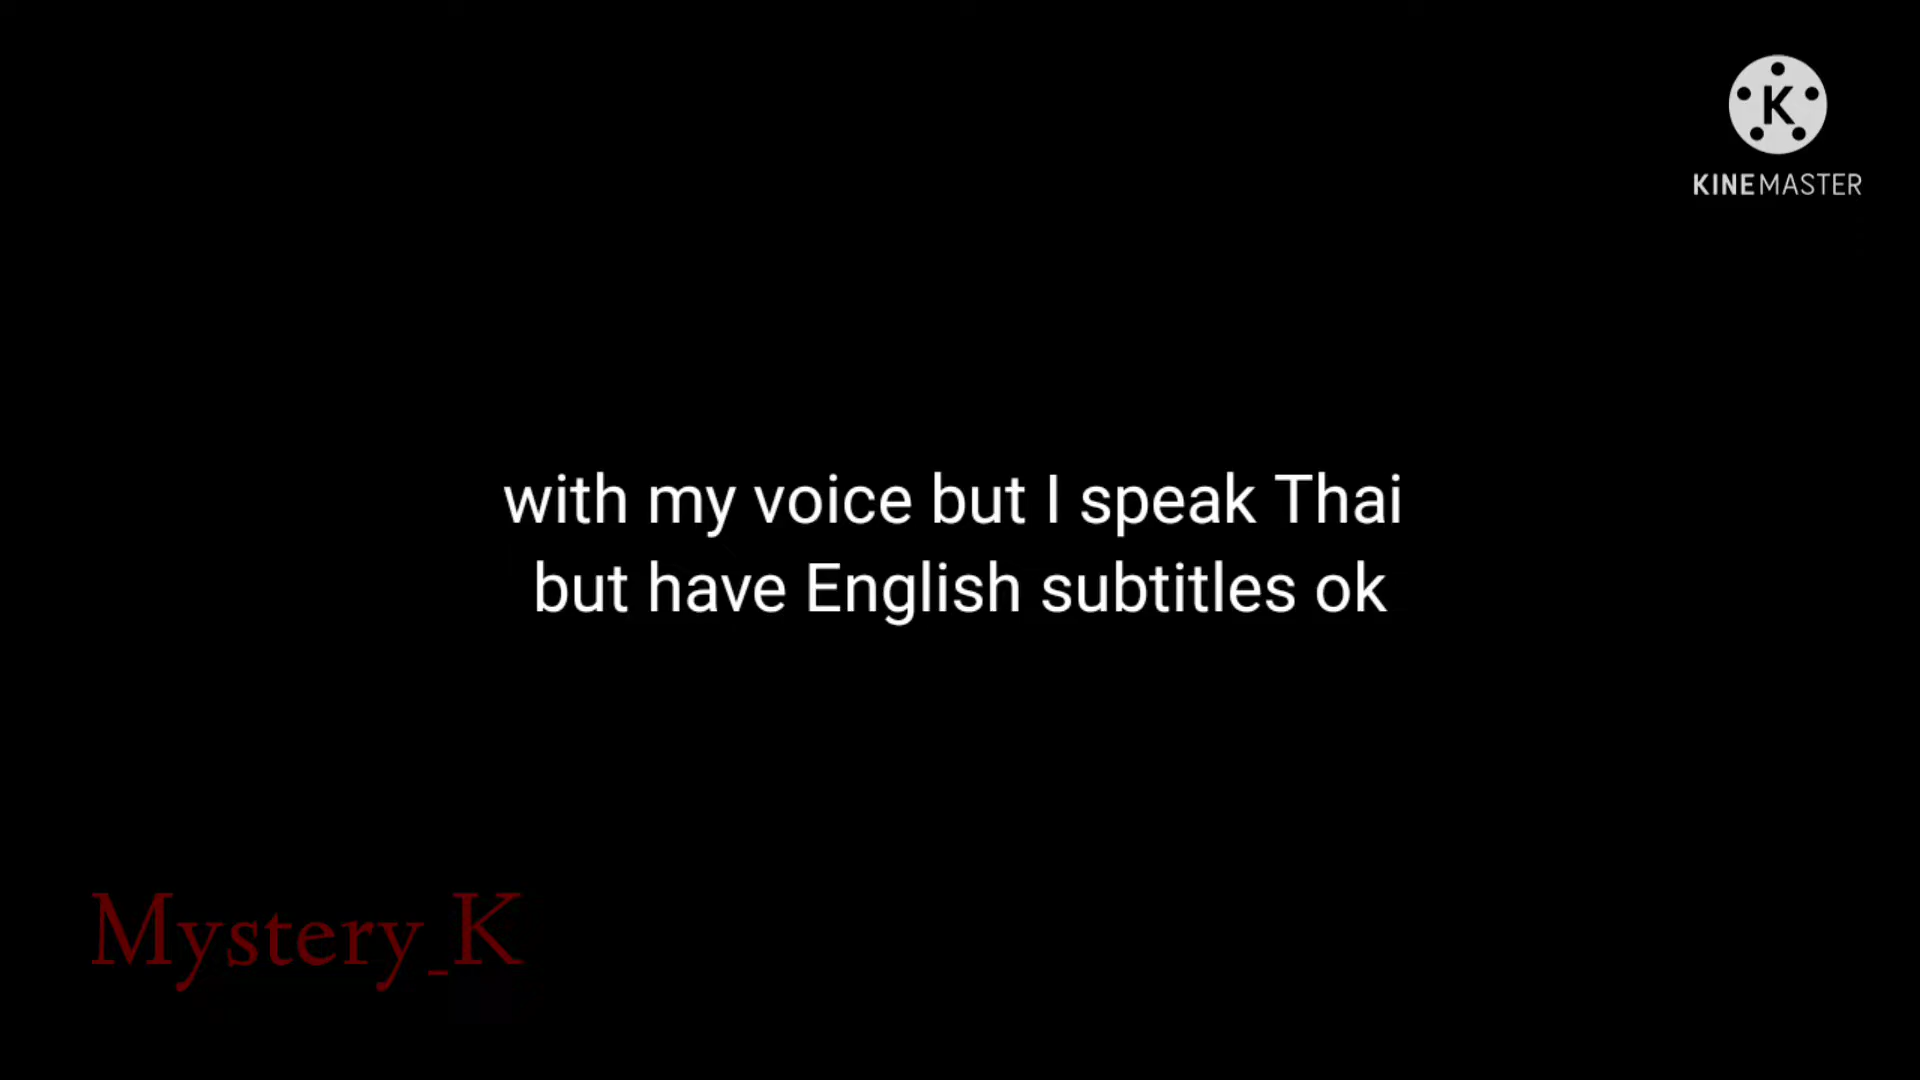 K
KINEMASTER
with my voice but I speak Thai
but have English subtitles ok
Mystery_K